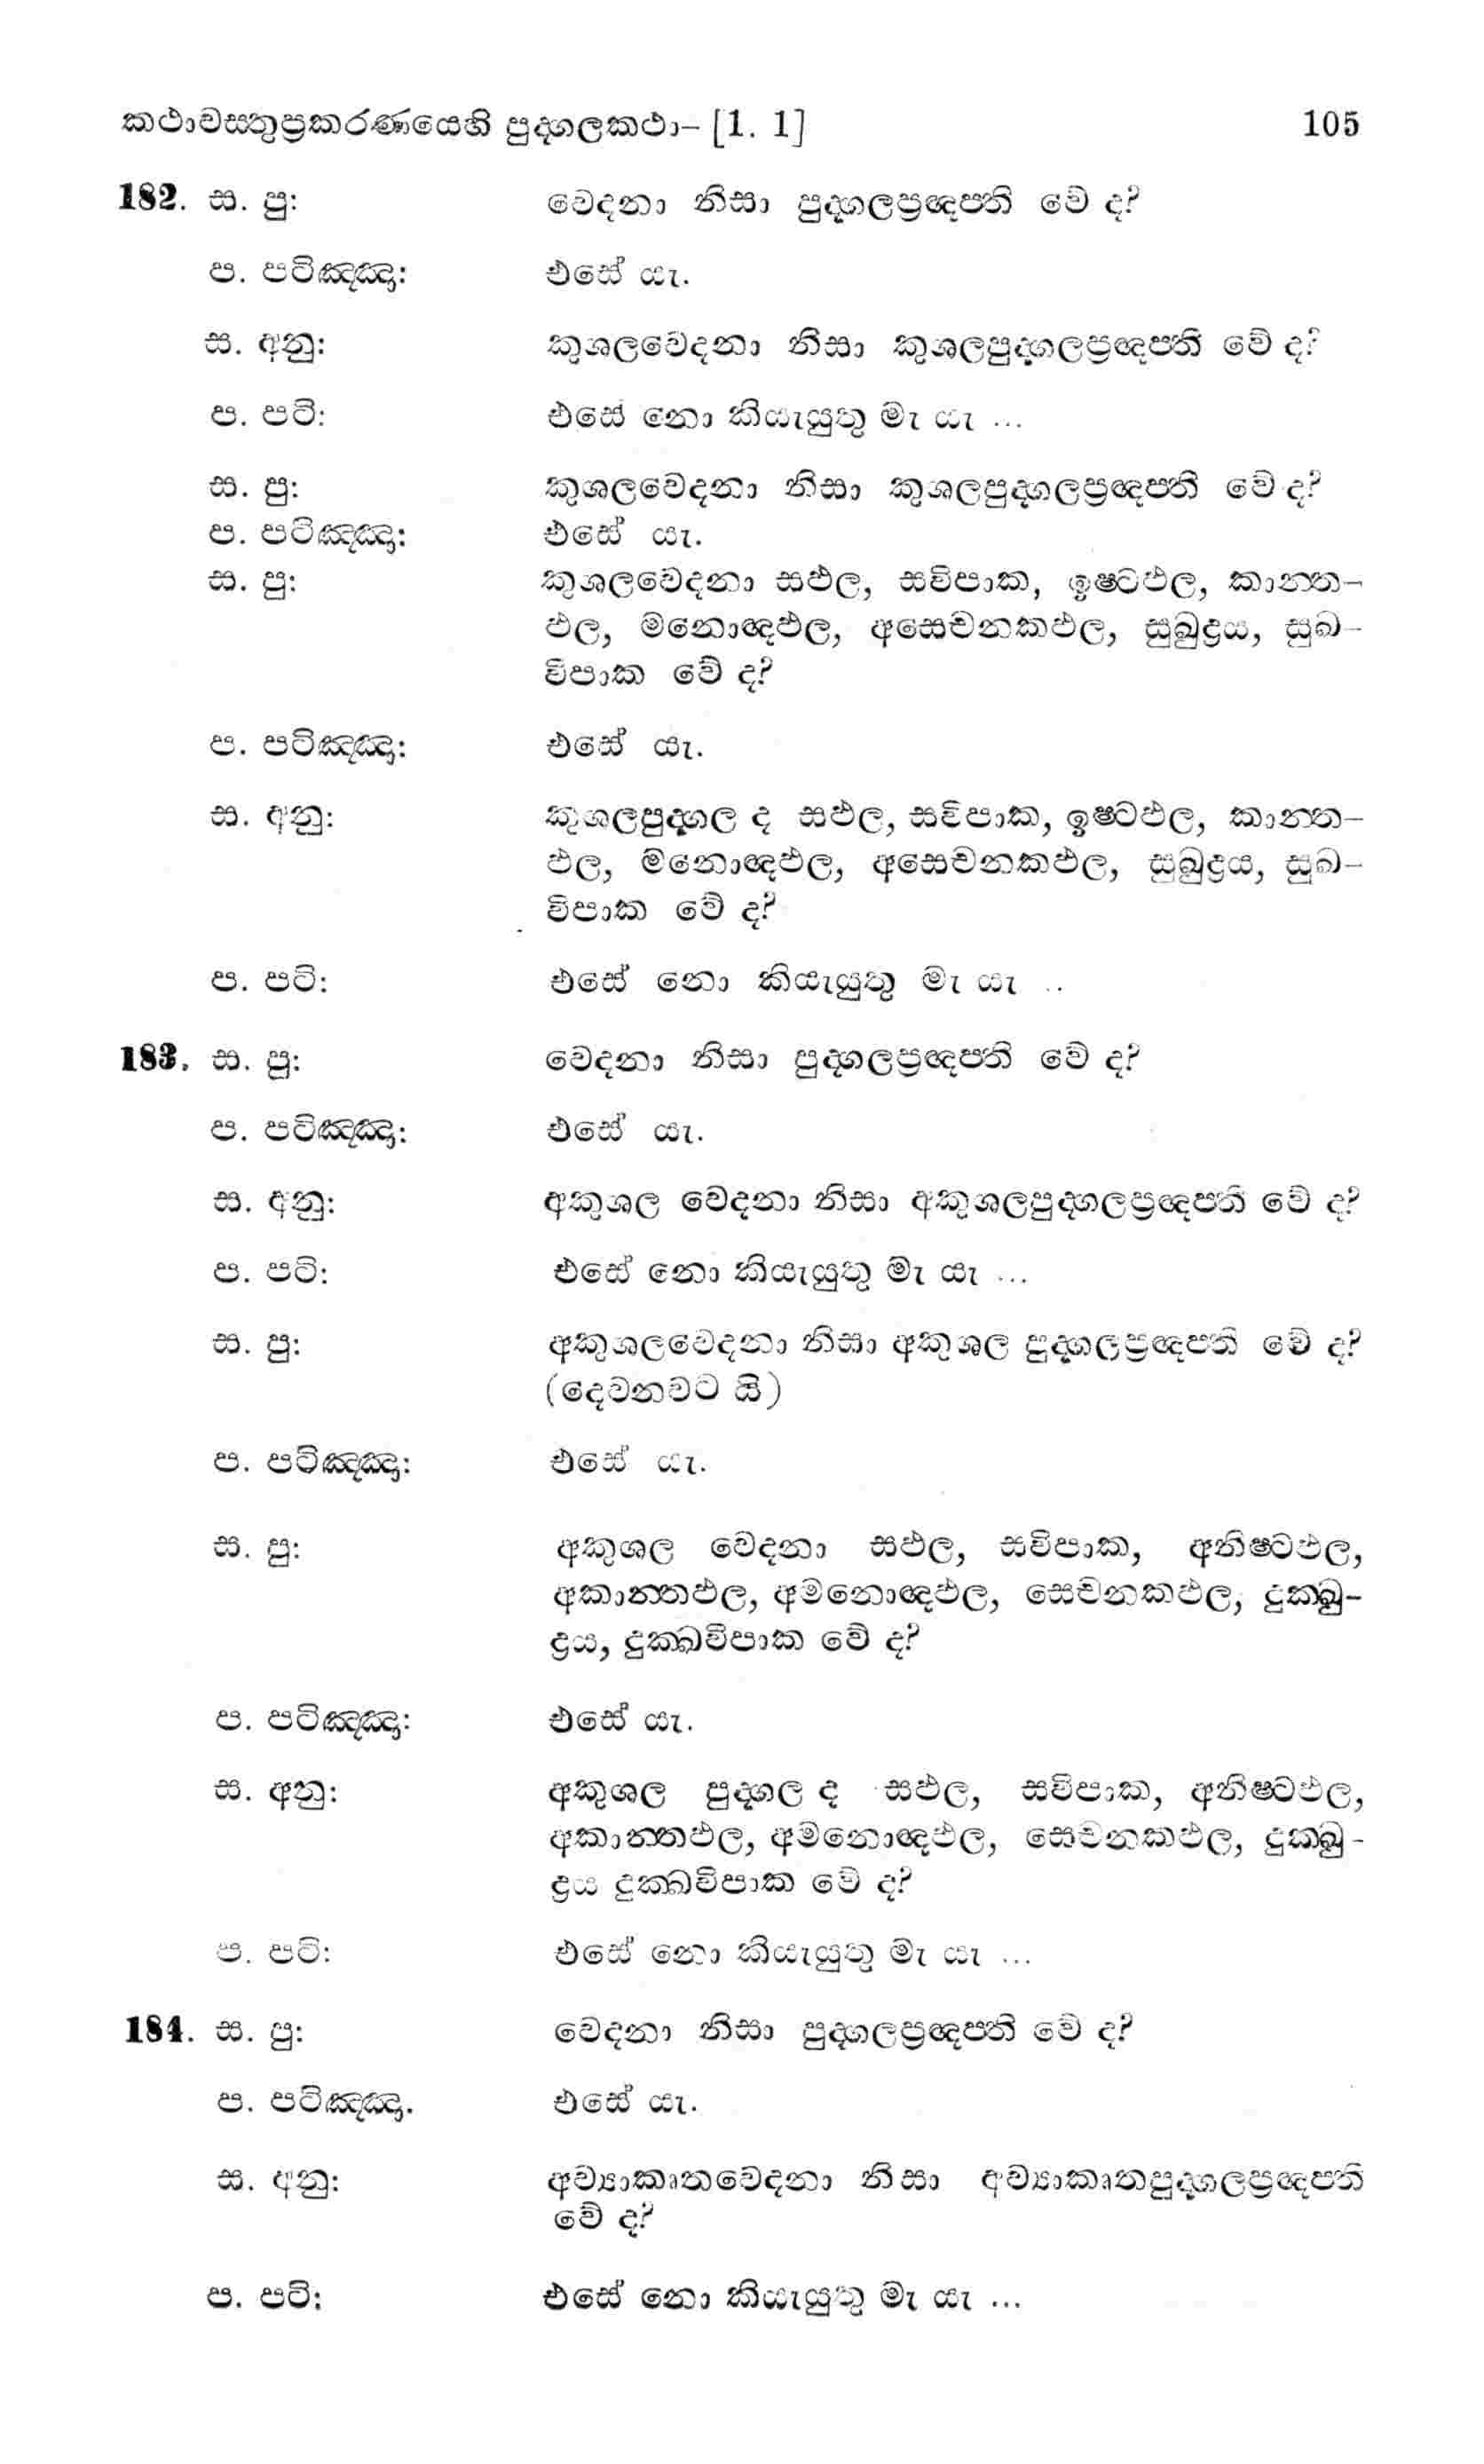 කථාවස්තුප්‍රකරණයෙහි පුද්ගලකථා– [1. 1] 105
182. ස. පු: වෙදනා නිසා පුද්ගලප්‍රඥප්ති වේ ද?
ප. පටිඤ්ඤා: එසේ යැ.
ස. අනු: කුශලවෙදනා නිසා කුශලපුද්ගලප්‍රඥප්ති වේ ද?
ප. පටි: එසේ නො කියැයුතු මැ යැ ...
ස. පු: කුශලවෙදනා නිසා කුශලපුද්ගලප්‍රඥප්ති වේ ද?
ප. පටිඤ්ඤා: එසේ යැ.
ස. පු: කුශලවෙදනා සඵල, සවිපාක, ඉෂ්ටඵල, කාන්ත–
ඵල, මනොඥඵල, අසෙචනකඵල, සුඛුද්‍රය, සුඛ–
විපාක වේ ද?
ප. පටිඤ්ඤා: එසේ යැ.
ස. අනු: කුශලපුද්ගල ද සඵල, සවිපාක, ඉෂ්ටඵල, කාන්ත–
ඵල, මනොඥඵල, අසෙචනකඵල, සුඛුද්‍රය, සුඛ–
විපාක වේ ද?
ප. පටි: එසේ නො කියැයුතු මැ යැ ..
183. ස. පු: වෙදනා නිසා පුද්ගලප්‍රඥප්ති වේ ද?
ප. පටිඤ්ඤා: එසේ යැ.
ස. අනු: අකුශල වෙදනා නිසා අකුශලපුද්ගලප්‍රඥප්ති වේ ද?
ප. පටි: එසේ නො කියැයුතු මැ යැ ...
ස. පු: අකුශලවෙදනා නිසා අකුශල පුද්ගලප්‍රඥප්ති වේ ද?
(දෙවනවට යි)
ප. පටිඤ්ඤා: එසේ යැ.
ස. පු: අකුශල වෙදනා සඵල, සවිපාක, අනිෂ්ටඵල,
අකාන්තඵල, අමනොඥඵල, සෙචනකඵල, දුක්ඛු–
ද්‍රය, දුක්ඛවිපාක වේ ද?
ප. පටිඤ්ඤා: එසේ යැ.
ස. අනු: අකුශල පුද්ගල ද සඵල, සවිපාක, අනිෂ්ටඵල,
අකාන්තඵල, අමනොඥඵල, සෙචනකඵල, දුක්ඛු–
ද්‍රය දුක්ඛවිපාක වේ ද?
ප. පටි: එසේ නො කියැයුතු මැ යැ ...
184. ස. පු: වෙදනා නිසා පුද්ගලප්‍රඥප්ති වේ ද?
ප. පටිඤ්ඤා. එසේ යැ.
ස. අනු: අව්‍යාකෘතවෙදනා නිසා අව්‍යාකෘතපුද්ගලප්‍රඥප්ති
වේ ද?
ප. පටි: එසේ නො කියැයුතු මැ යැ ...